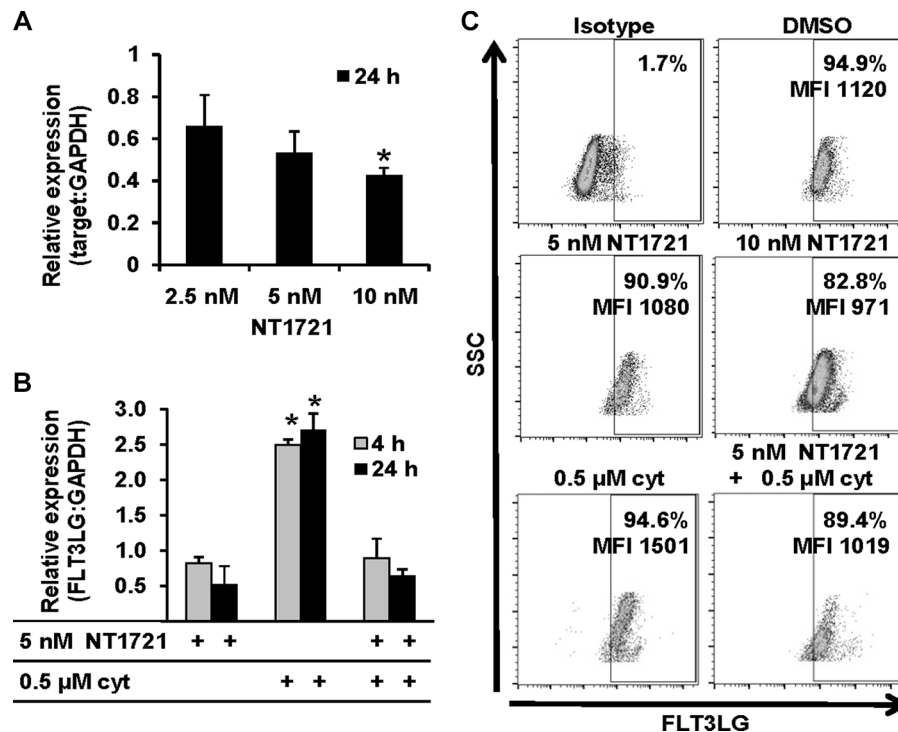 A
Relative expression
(target:GAPDH)
1
0.8
0.6
0.4
0.2
0
24 h
*
2.5 nM 5 nM 10 nM
NT1721
B
Relative expression
(FLT3LG:GAPDH)
3.0
2.5
2.0
1.5
1.0
0.5
* *
4 h
24 h
5 nM NT1721 + + + +
0.5 µM cyt + + + +
C
SSC
Isotype
1.7%
DMSO
94.9%
MFI 1120
5 nM NT1721
90.9%
MFI 1080
10 nM NT1721
82.8%
MFI 971
0.5 µM cyt
94.6%
MFI 1501
5 nM NT1721
+ 0.5 µM cyt
89.4%
MFI 1019
FLT3LG